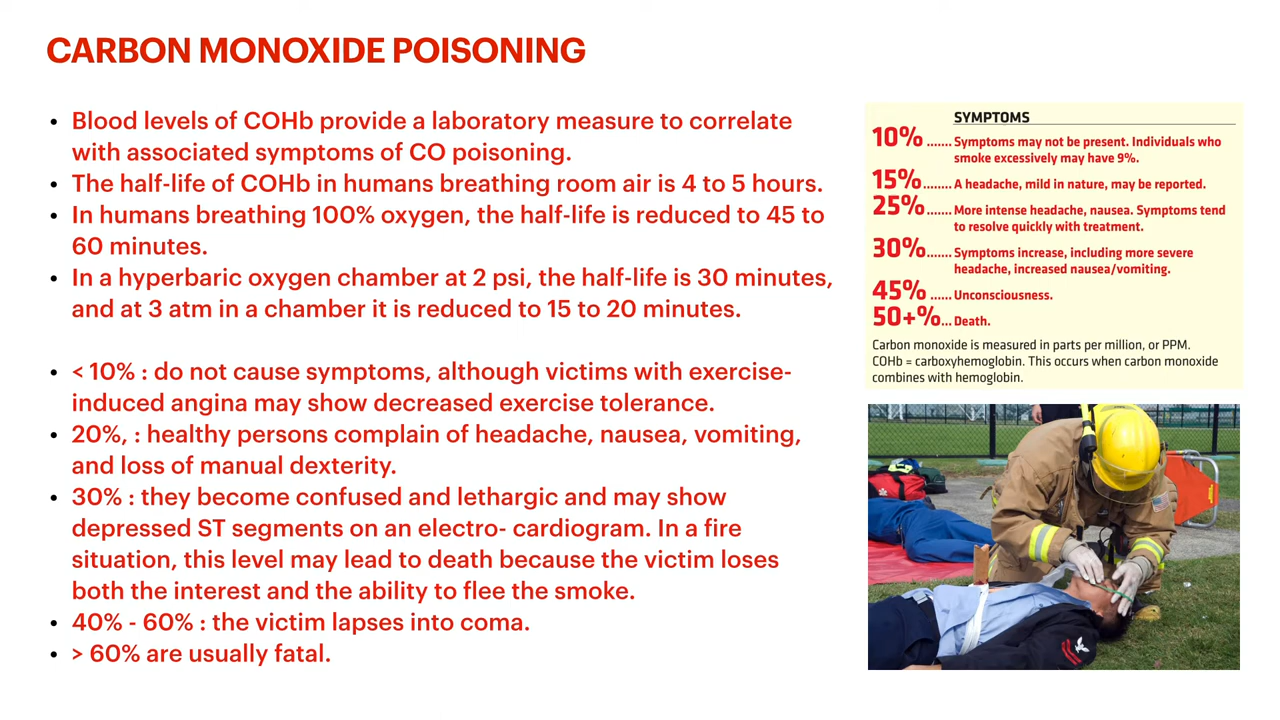 CARBON MONOXIDE POISONING
• Blood levels of COHb provide a laboratory measure to correlate
with associated symptoms of CO poisoning.
• The half-life of COHb in humans breathing room air is 4 to 5 hours.
• In humans breathing 100% oxygen, the half-life is reduced to 45 to
60 minutes.
• In a hyperbaric oxygen chamber at 2 psi, the half-life is 30 minutes,
and at 3 atm in a chamber it is reduced to 15 to 20 minutes.
• < 10% : do not cause symptoms, although victims with exercise-
induced angina may show decreased exercise tolerance.
• 20%, : healthy persons complain of headache, nausea, vomiting,
and loss of manual dexterity.
• 30% : they become confused and lethargic and may show
depressed ST segments on an electro- cardiogram. In a fire
situation, this level may lead to death because the victim loses
both the interest and the ability to flee the smoke.
• 40% - 60% : the victim lapses into coma.
• > 60% are usually fatal.
SYMPTOMS
10% ....... Symptoms may not be present. Individuals who
smoke excessively may have 9%.
15% ........ A headache, mild in nature, may be reported.
25% ....... More intense headache, nausea. Symptoms tend
to resolve quickly with treatment.
30% ....... Symptoms increase, including more severe
headache, increased nausea/vomiting.
45% ...... Unconsciousness.
50+% ... Death.
Carbon monoxide is measured in parts per million, or PPM.
COHb = carboxyhemoglobin. This occurs when carbon monoxide
combines with hemoglobin.